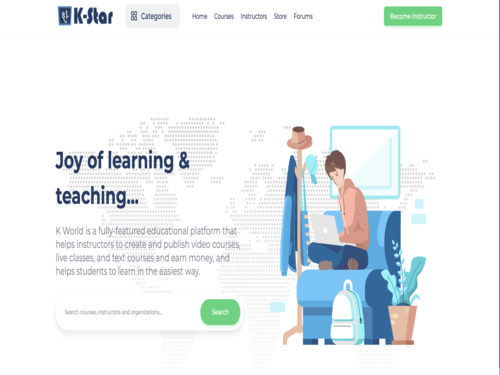 K-Star
Categories
Home
Courses
Instructors
Store
Forums
Become Instructor
Joy of learning &
teaching...
K World is a fully-featured educational platform that
helps instructors to create and publish video courses,
live classes, and text courses and earn money, and
helps students to learn in the easiest way.
Search courses, instructors and organizations...
Search